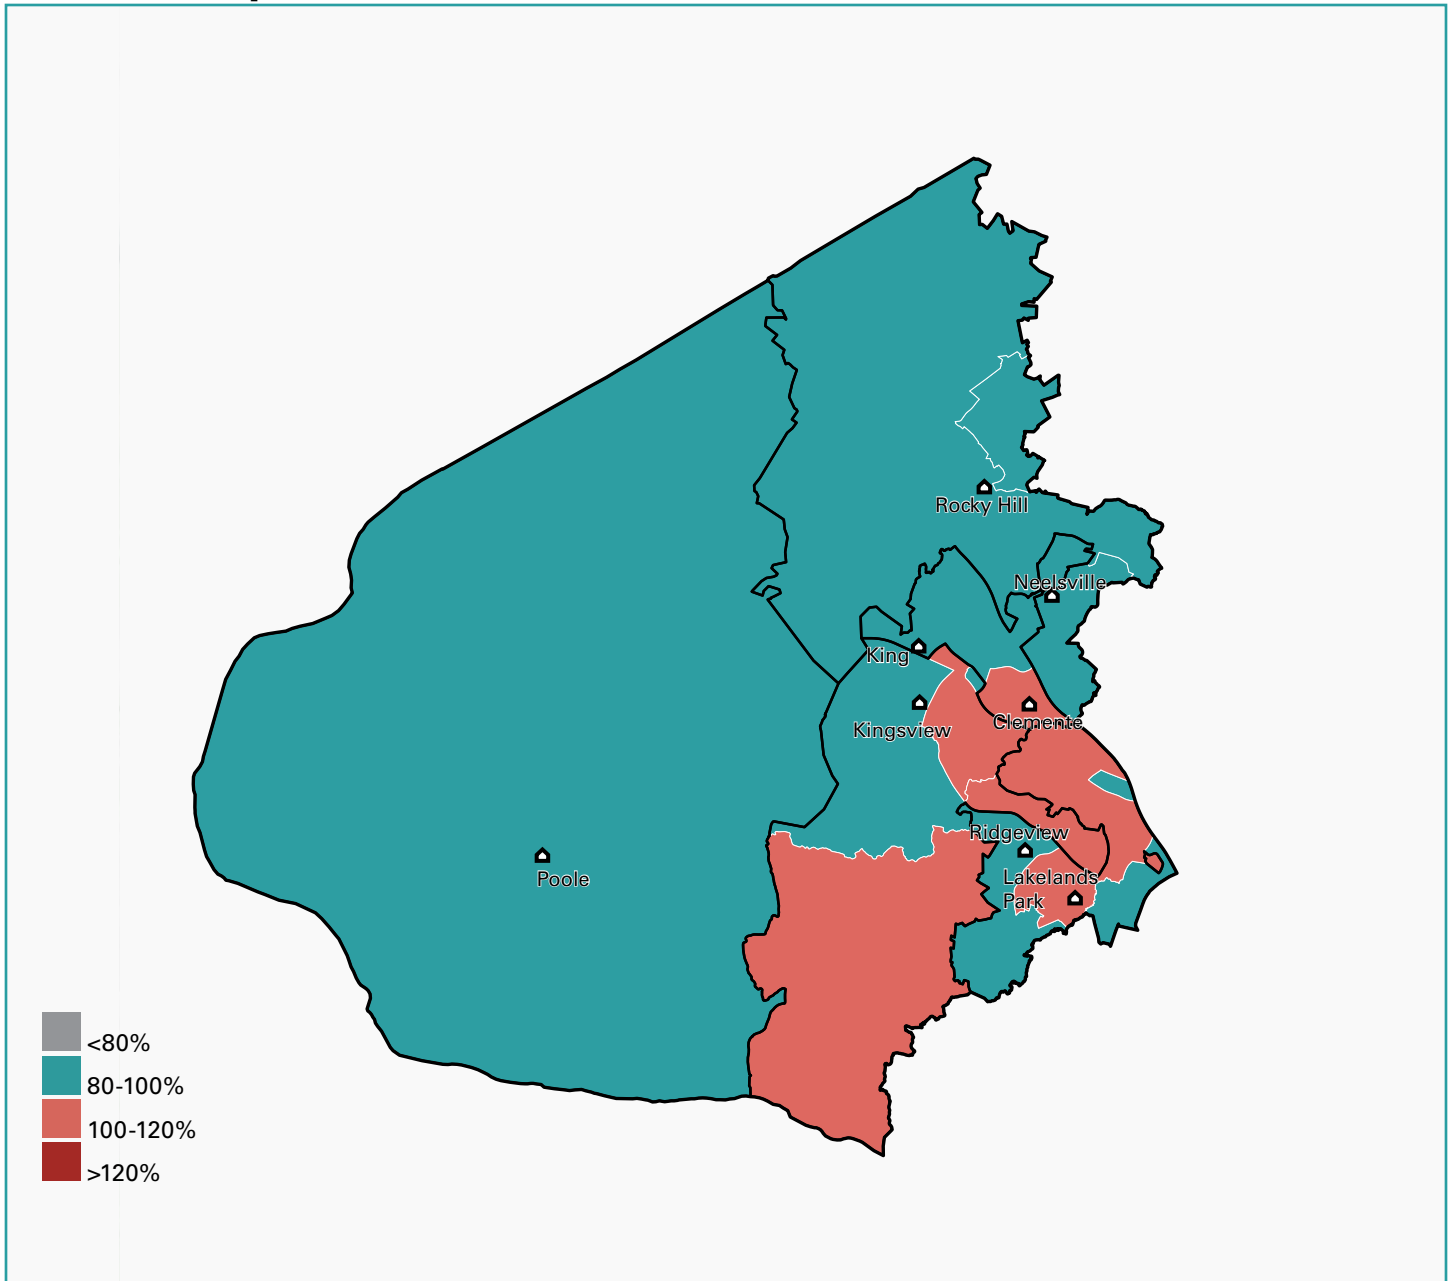 Rocky Hill
Neelsville
King
Clemente
Kingsview
Ridgeview
Lakelands
Park
Poole
<80%
80-100%
100-120%
>120%